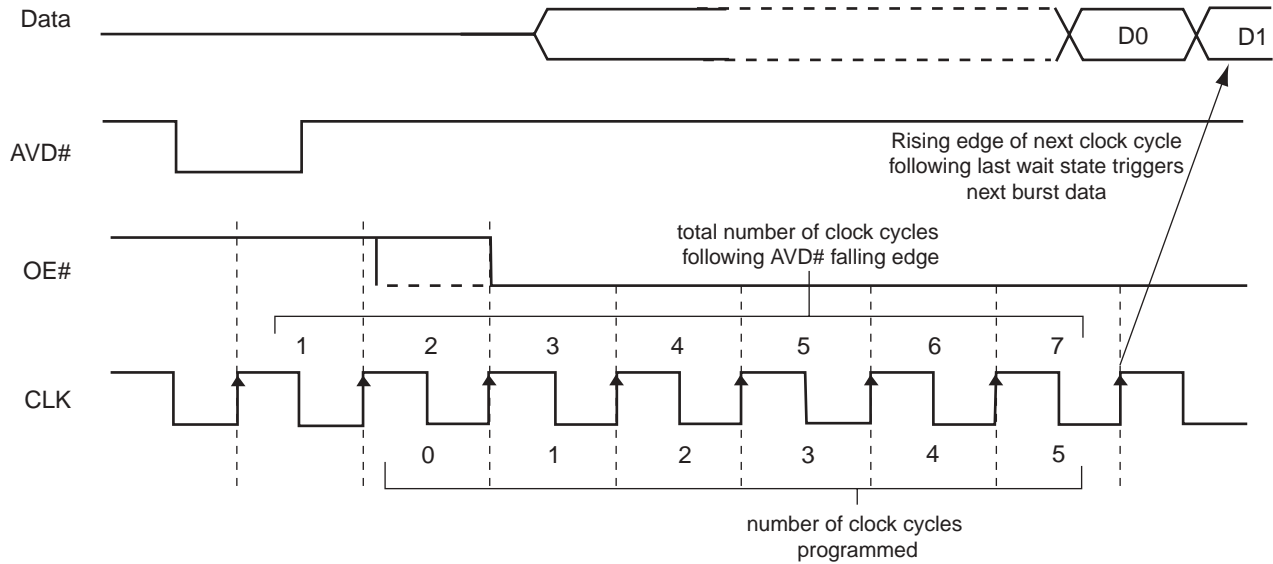 Data
D0
D1
AVD#
Rising edge of next clock cycle
following last wait state triggers
next burst data
total number of clock cycles
following AVD# falling edge
OE#
1 2 3 4 5 6 7
CLK
0 1 2 3 4 5
number of clock cycles
programmed